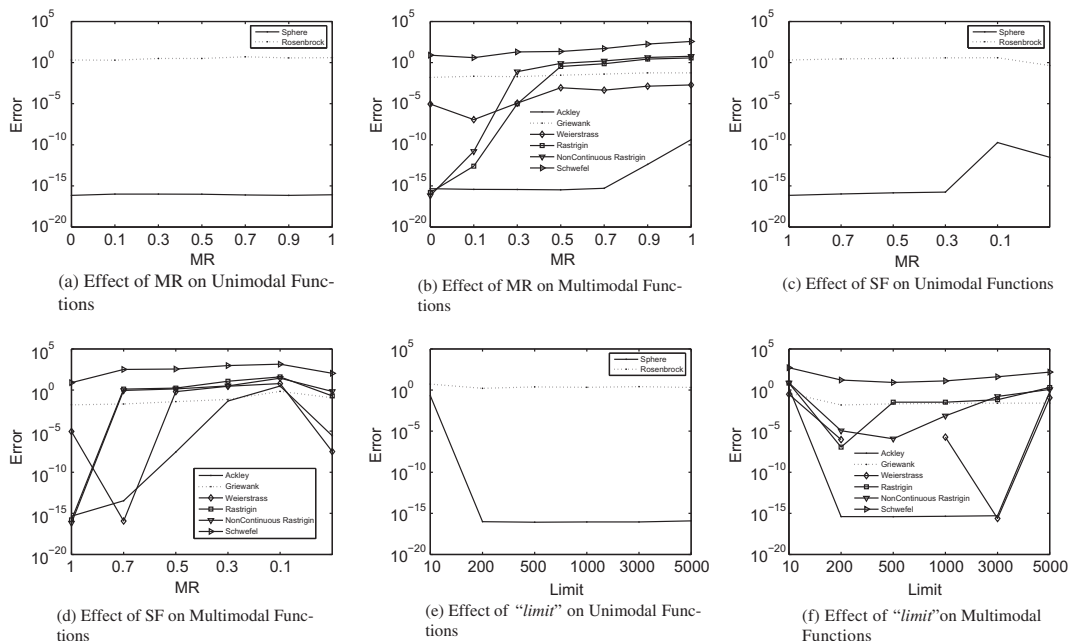 10^5
10^0
10^−5
10^−10
10^−15
10^−20
Error
Sphere
Rosenbrock
0 0.1 0.3 0.5 0.7 0.9 1
MR
(a) Effect of MR on Unimodal Func-
tions
10^5
10^0
10^−5
10^−10
10^−15
10^−20
Error
Ackley
Griewank
Weierstrass
Rastrigin
NonContinuous Rastrigin
Schwefel
0 0.1 0.3 0.5 0.7 0.9 1
MR
(b) Effect of MR on Multimodal Func-
tions
10^5
10^0
10^−5
10^−10
10^−15
10^−20
Error
Sphere
Rosenbrock
1 0.7 0.5 0.3 0.1
MR
(c) Effect of SF on Unimodal Functions
10^5
10^0
10^−5
10^−10
10^−15
10^−20
Error
Ackley
Griewank
Weierstrass
Rastrigin
NonContinuous Rastrigin
Schwefel
1 0.7 0.5 0.3 0.1
MR
(d) Effect of SF on Multimodal Func-
tions
10^5
10^0
10^−5
10^−10
10^−15
10^−20
Error
Sphere
Rosenbrock
10 200 500 1000 3000 5000
Limit
(e) Effect of “limit” on Unimodal Func-
tions
10^5
10^0
10^−5
10^−10
10^−15
10^−20
Error
Ackley
Griewank
Weierstrass
Rastrigin
NonContinuous Rastrigin
Schwefel
10 200 500 1000 3000 5000
Limit
(f) Effect of “limit”on Multimodal
Functions